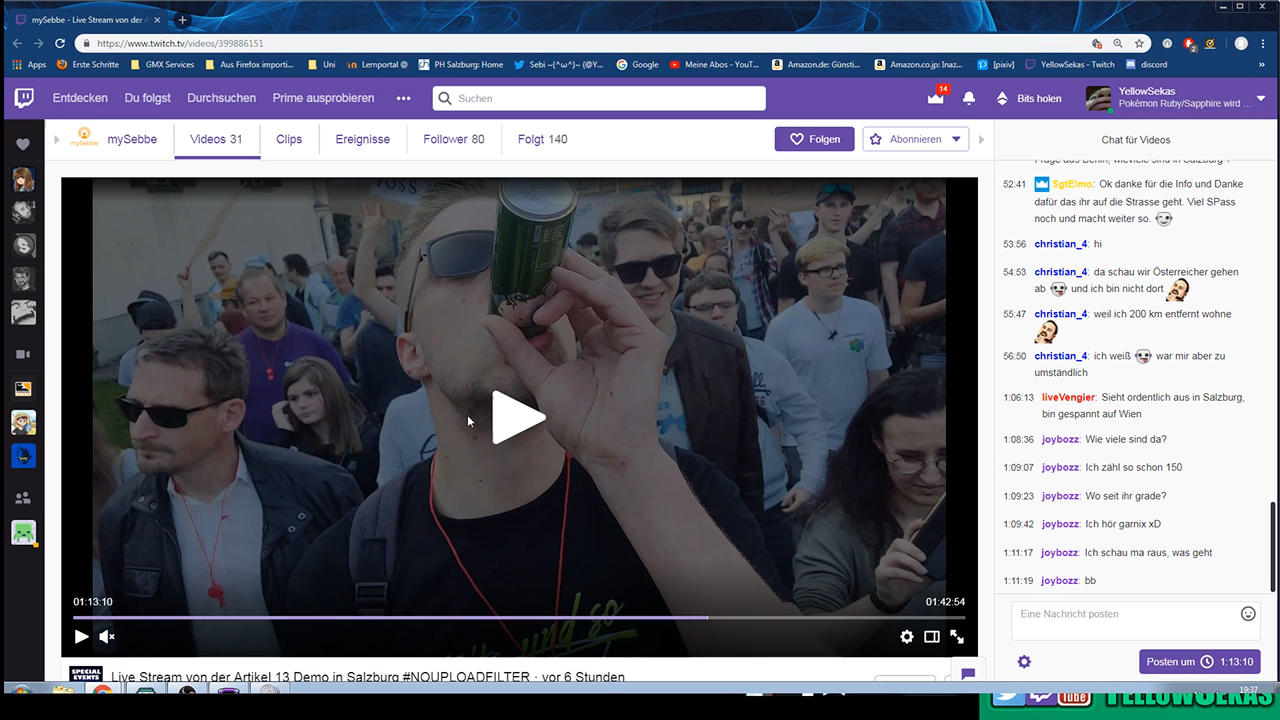 mySebbe - Live Stream von der A
https://www.twitch.tv/videos/399886151
Apps Erste Schritte GMX Services Aus Firefox importi... Uni Lernportal @ PH Salzburg: Home Sebi ~(^ω^)~ (@Y... Google Meine Abos - YouT... Amazon.de: Günsti... Amazon.co.jp: Inaz... [pixiv] YellowSekas - Twitch discord »
Entdecken Du folgst Durchsuchen Prime ausprobieren ••• Suchen 14 Bits holen YellowSekas
Pokémon Ruby/Sapphire wird ...
mySebbe Videos 31 Clips Ereignisse Follower 80 Folgt 140 Folgen Abonnieren
01:13:10 01:42:54
SPECIAL EVENTS
Live Stream von der Artikel 13 Demo in Salzburg #NOUPLOADFILTER · vor 6 Stunden
Chat für Videos
52:41 SgtElmo: Ok danke für die Info und Danke
dafür das ihr auf die Strasse geht. Viel SPass
noch und macht weiter so.
53:56 christian_4: hi
54:53 christian_4: da schau wir Österreicher gehen
ab und ich bin nicht dort
55:47 christian_4: weil ich 200 km entfernt wohne
56:50 christian_4: ich weiß war mir aber zu
umständlich
1:06:13 liveVengier: Sieht ordentlich aus in Salzburg,
bin gespannt auf Wien
1:08:36 joybozz: Wie viele sind da?
1:09:07 joybozz: Ich zähl so schon 150
1:09:23 joybozz: Wo seit ihr grade?
1:09:42 joybozz: Ich hör garnix xD
1:11:17 joybozz: Ich schau ma raus, was geht
1:11:19 joybozz: bb
Eine Nachricht posten
Posten um 1:13:10
19:37
Tube YELLOWSEKAS